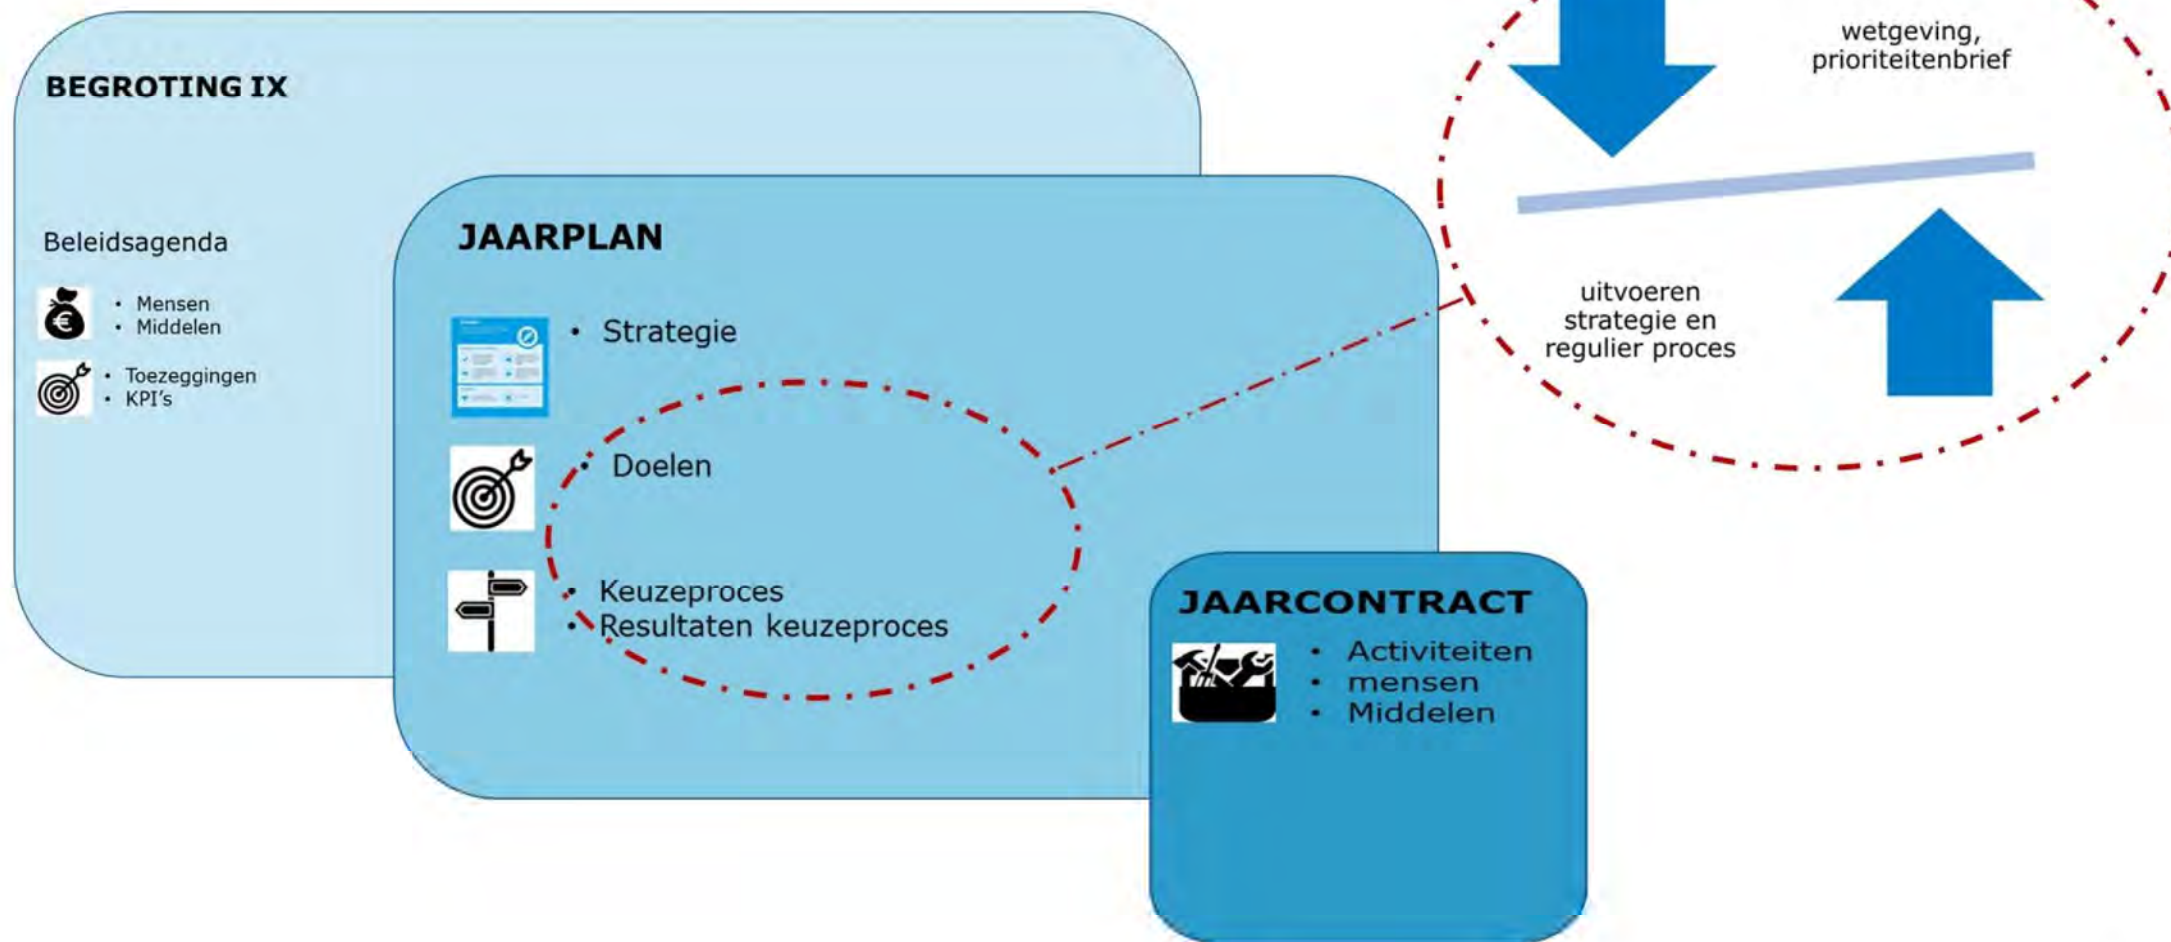 BEGROTING IX
Beleidsagenda
• Mensen
• Middelen
• Toezeggingen
• KPI's
JAARPLAN
• Strategie
• Doelen
• Keuzeproces
• Resultaten keuzeproces
JAARCONTRACT
• Activiteiten
• mensen
• Middelen
wetgeving,
prioriteitenbrief
uitvoeren
strategie en
regulier proces